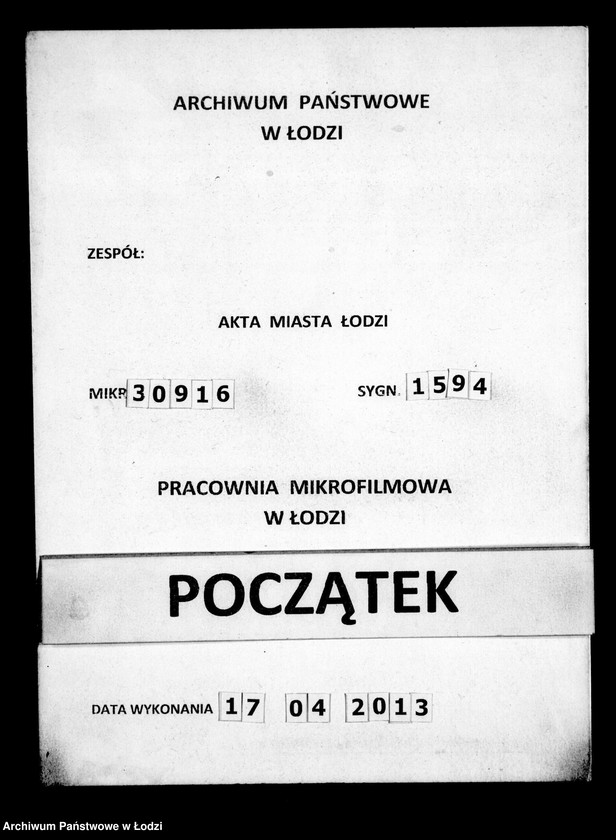 ARCHIWUM PAŃSTWOWE
W ŁODZI
ZESPÓŁ:
AKTA MIASTA ŁODZI
MIKR 30916 SYGN. 1594
PRACOWNIA MIKROFILMOWA
W ŁODZI
POCZĄTEK
DATA WYKONANIA 17 04 2013
Archiwum Państwowe w Łodzi